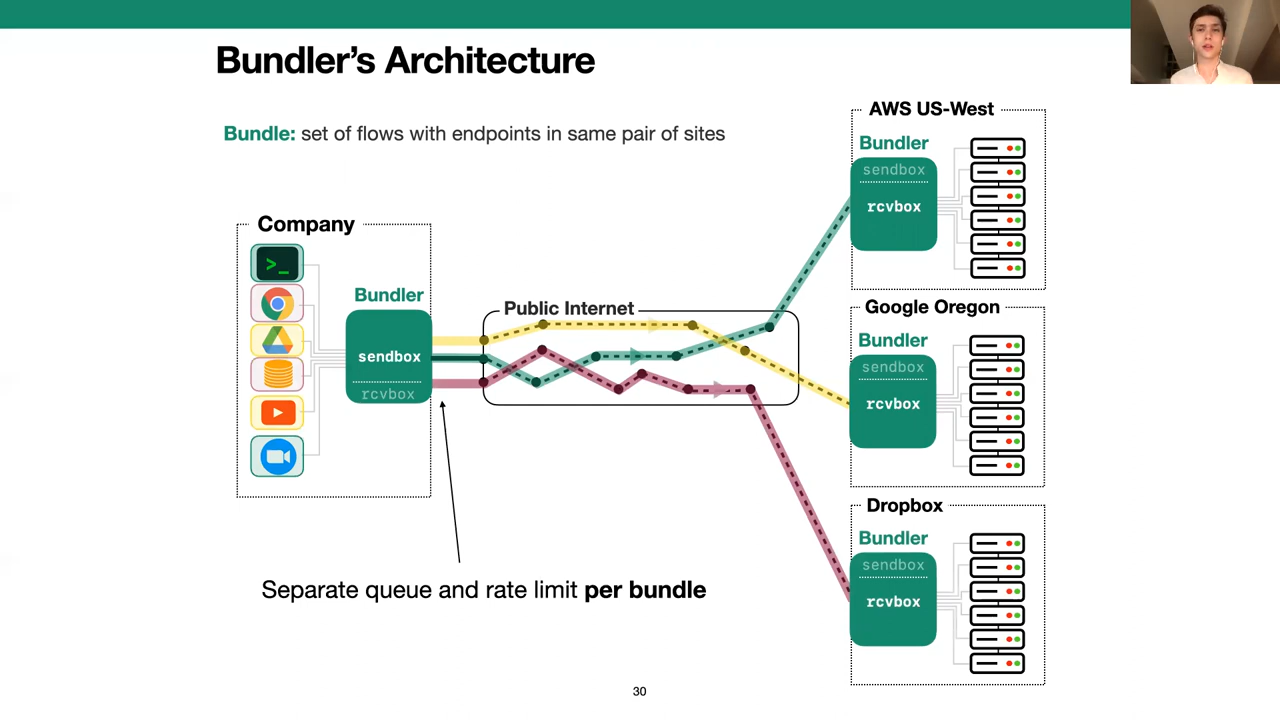 Bundler's Architecture
Bundle: set of flows with endpoints in same pair of sites
Company
>_
Bundler
sendbox
rcvbox
Public Internet
Separate queue and rate limit per bundle
AWS US-West
Bundler
sendbox
rcvbox
Google Oregon
Bundler
sendbox
rcvbox
Dropbox
Bundler
sendbox
rcvbox
30